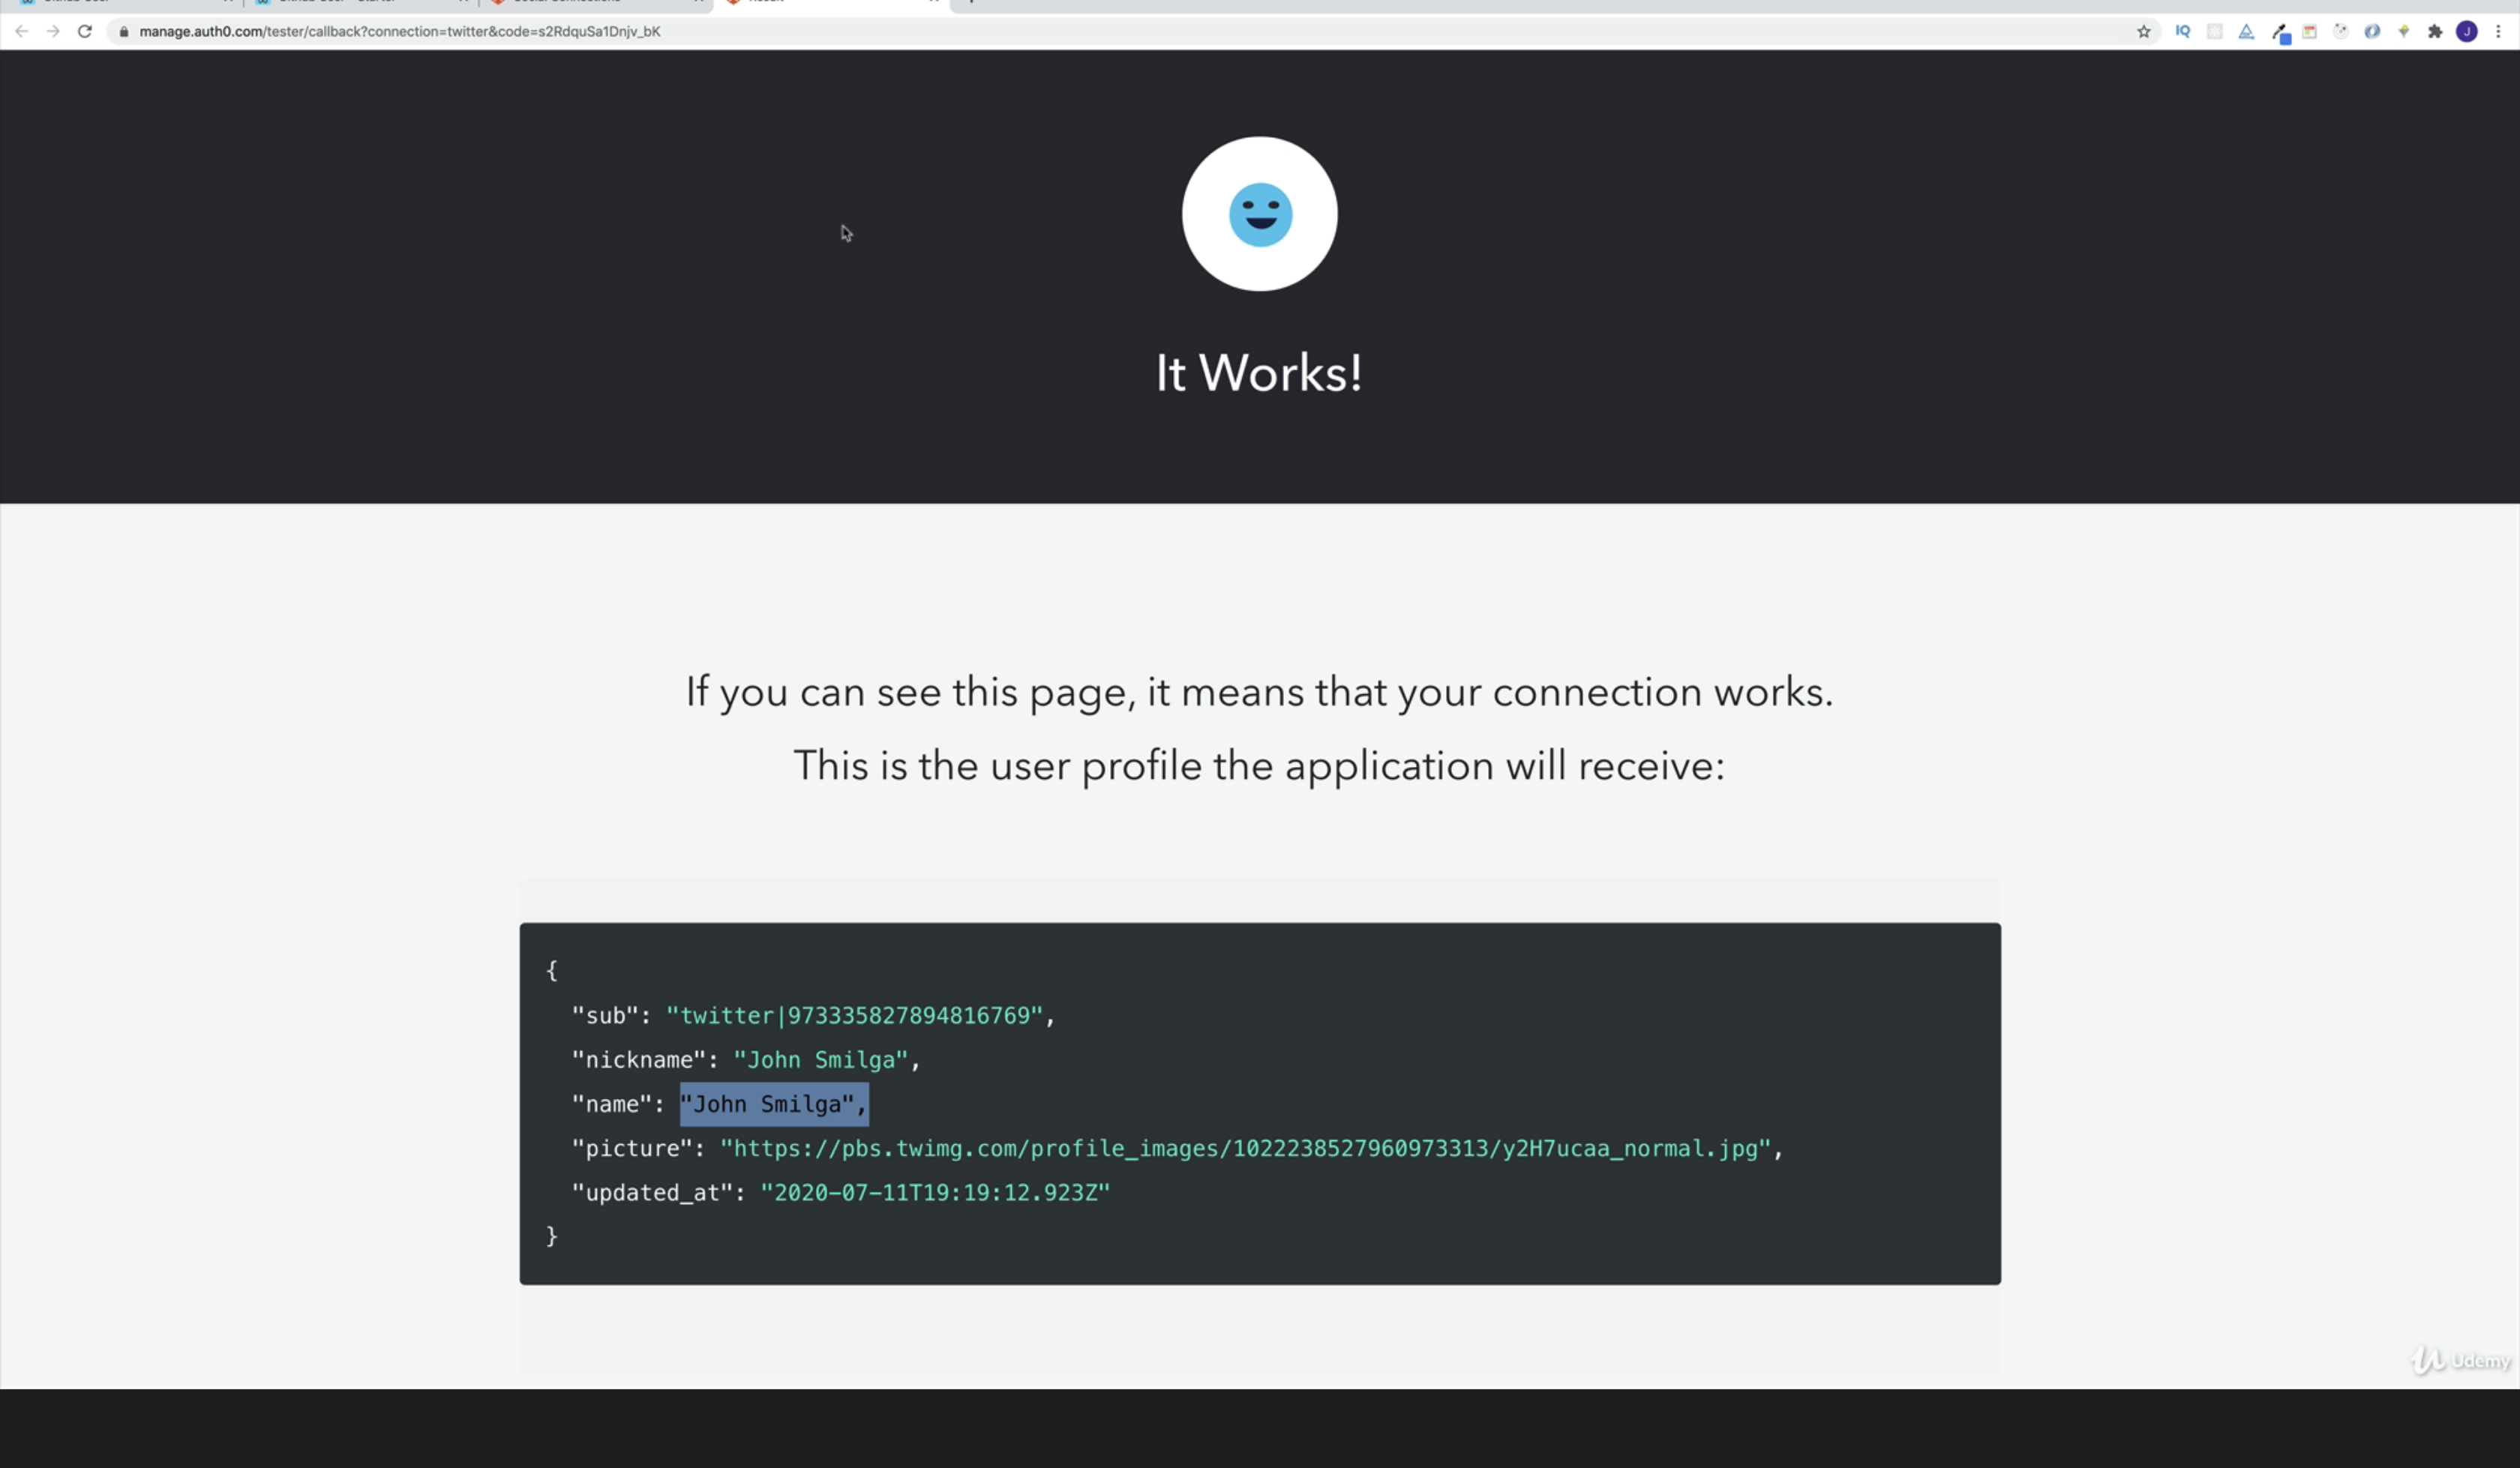 manage.auth0.com/tester/callback?connection=twitter&code=s2RdquSa1Dnjv_bK
IQ
J
It Works!
If you can see this page, it means that your connection works.
This is the user profile the application will receive:
{
"sub": "twitter|973335827894816769",
"nickname": "John Smilga",
"name": "John Smilga",
"picture": "https://pbs.twimg.com/profile_images/1022238527960973313/y2H7ucaa_normal.jpg",
"updated_at": "2020-07-11T19:19:12.923Z"
}
Udemy